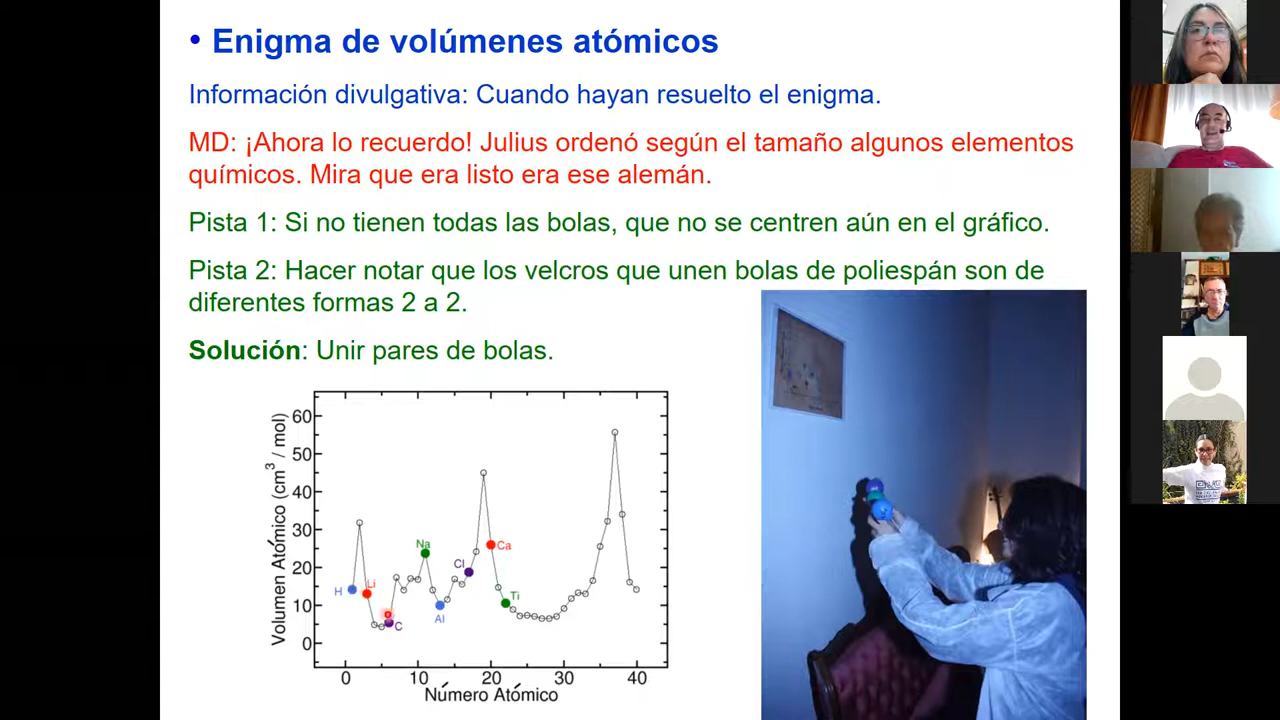 • Enigma de volúmenes atómicos
Información divulgativa: Cuando hayan resuelto el enigma.
MD: ¡Ahora lo recuerdo! Julius ordenó según el tamaño algunos elementos
químicos. Mira que era listo era ese alemán.
Pista 1: Si no tienen todas las bolas, que no se centren aún en el gráfico.
Pista 2: Hacer notar que los velcros que unen bolas de poliespán son de
diferentes formas 2 a 2.
Solución: Unir pares de bolas.
Volumen Atómico (cm³ / mol)
60
50
40
30
20
10
0
H
Li
C
Na
Al
Cl
Ca
Ti
0 10 20 30 40
Número Atómico